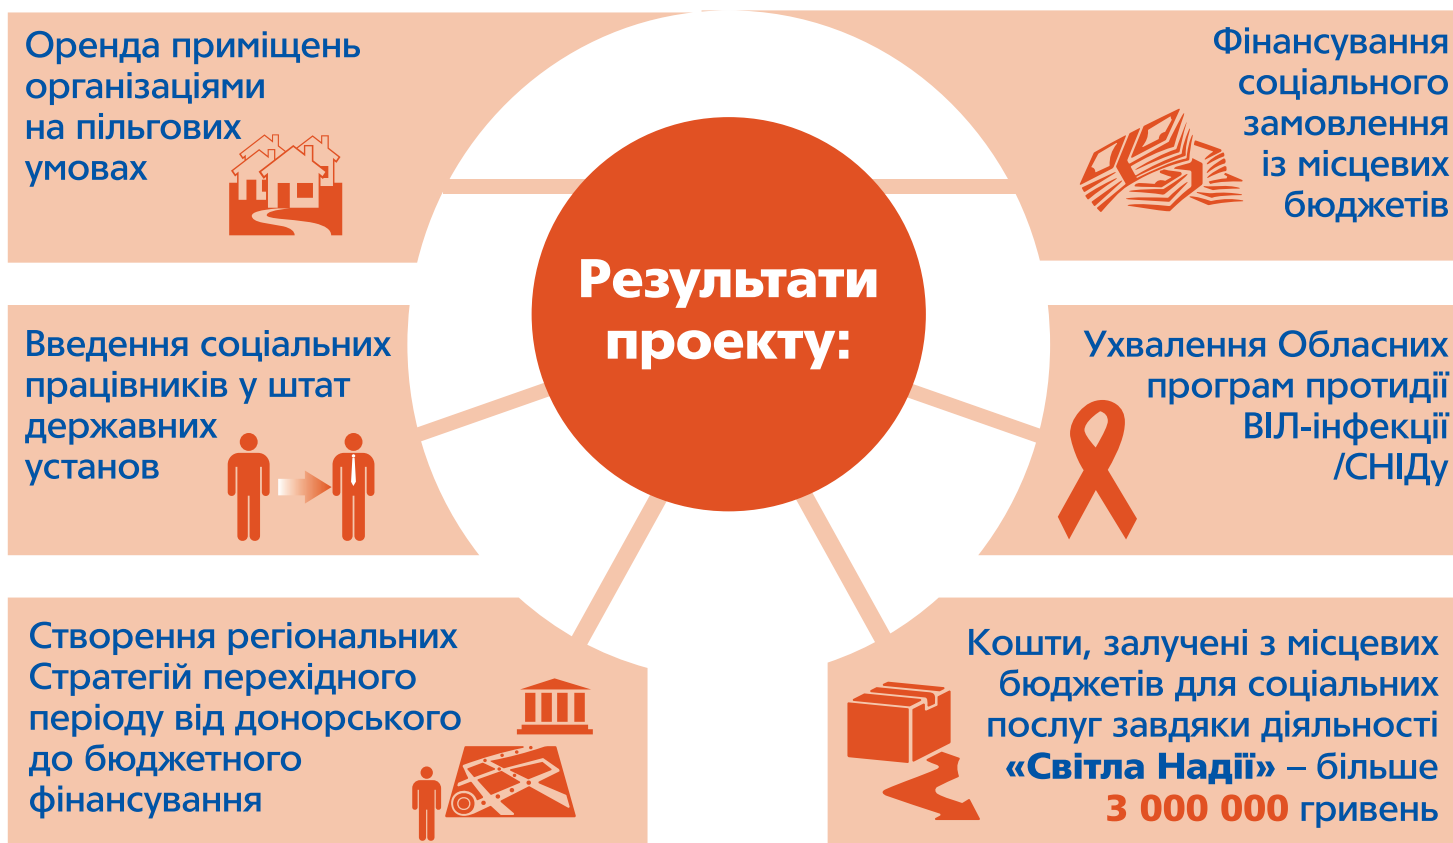 Результати
проекту:
Оренда приміщень
організаціями
на пільгових
умовах
Фінансування
соціального
замовлення
із місцевих
бюджетів
Введення соціальних
працівників у штат
державних
установ
Ухвалення Обласних
програм протидії
ВІЛ-інфекції
/СНІДу
Створення регіональних
Стратегій перехідного
періоду від донорського
до бюджетного
фінансування
Кошти, залучені з місцевих
бюджетів для соціальних
послуг завдяки діяльності
«Світла Надії» – більше
3 000 000 гривень